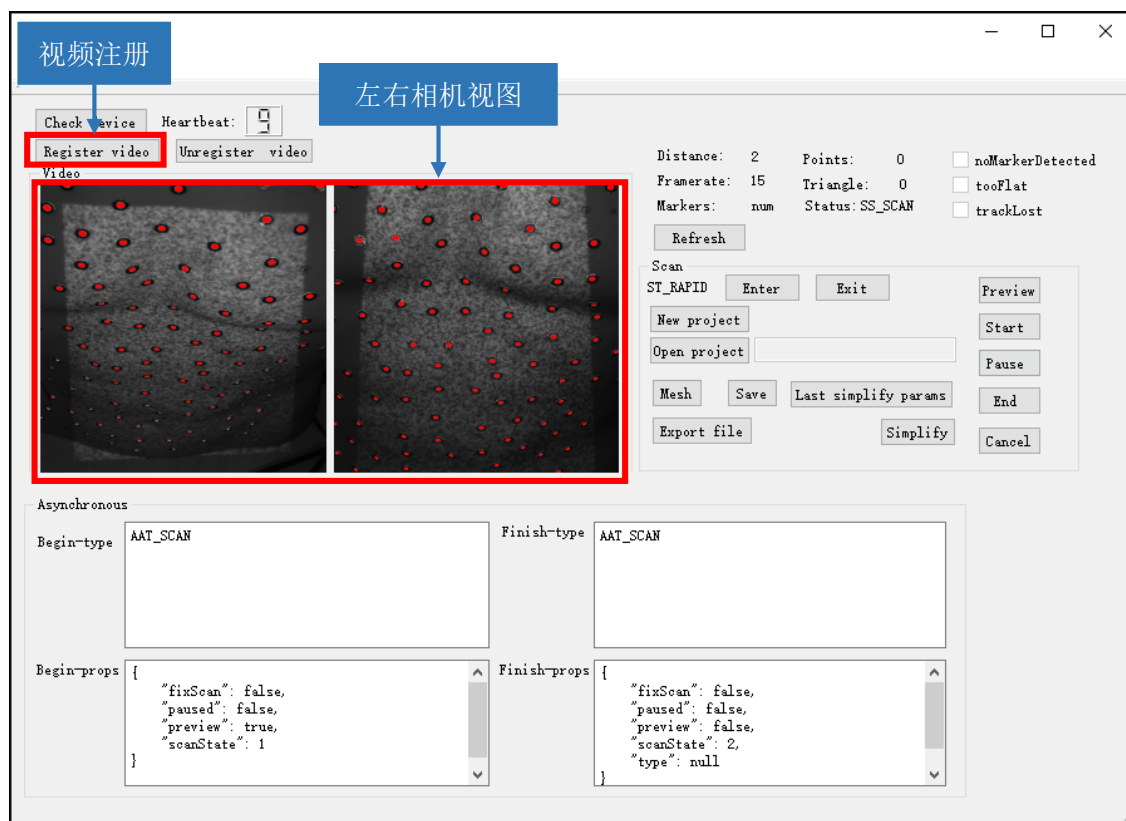 视频注册
左右相机视图
Check device Heartbeat: 9
Register video Unregister video
Video
Distance: 2 Points: 0 noMarkerDetected
Framerate: 15 Triangle: 0 tooFlat
Markers: num Status: SS_SCAN trackLost
Refresh
Scan
ST_RAPID Enter Exit Preview
New project Start
Open project Pause
Mesh Save Last simplify params End
Export file Simplify Cancel
Asynchronous
Begin-type AAT_SCAN Finish-type AAT_SCAN
Begin-props { Finish-props {
"fixScan": false, "fixScan": false,
"paused": false, "paused": false,
"preview": true, "preview": false,
"scanState": 1 "scanState": 2,
} "type": null
}